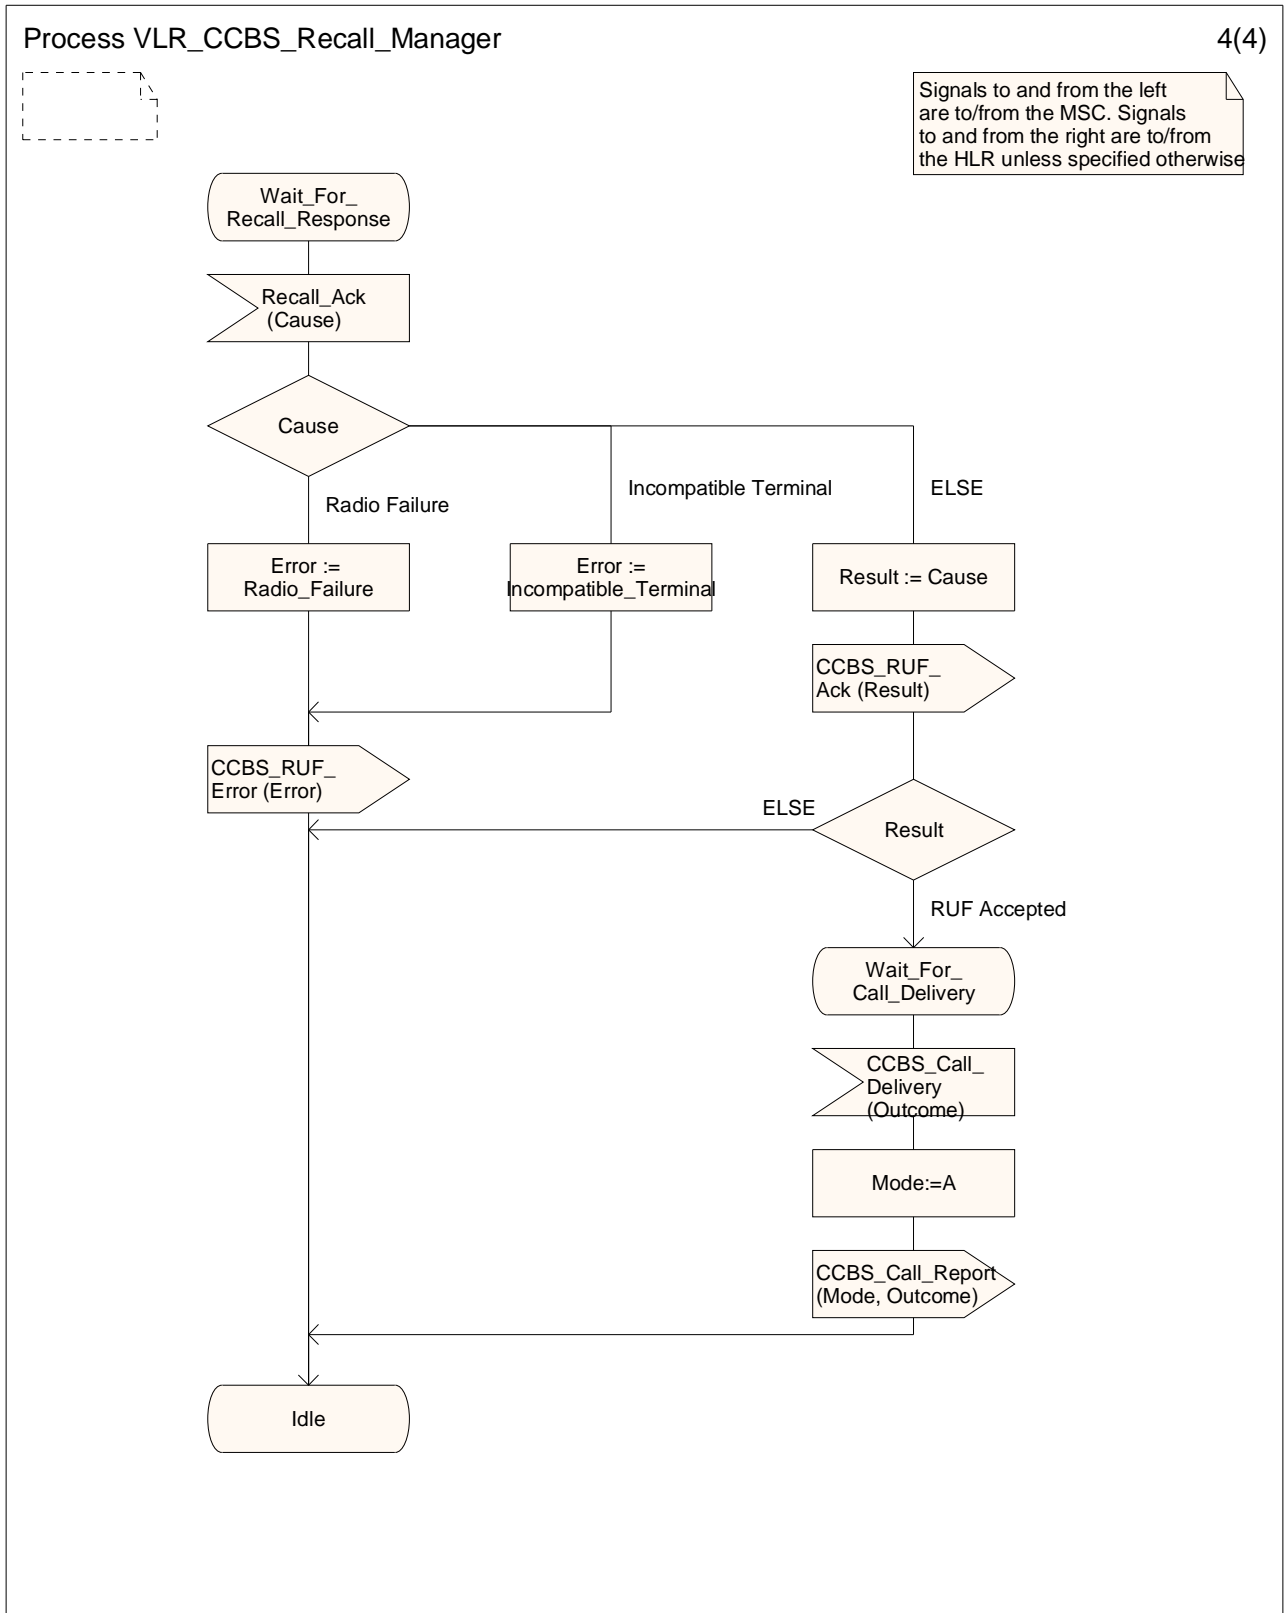 Process VLR_CCBS_Recall_Manager
4(4)
Signals to and from the left
are to/from the MSC. Signals
to and from the right are to/from
the HLR unless specified otherwise
Wait_For_
Recall_Response
Recall_Ack
(Cause)
Cause
Radio Failure
Incompatible Terminal
ELSE
Error :=
Radio_Failure
Error :=
Incompatible_Terminal
Result := Cause
CCBS_RUF_
Ack (Result)
CCBS_RUF_
Error (Error)
ELSE
Result
RUF Accepted
Wait_For_
Call_Delivery
CCBS_Call_
Delivery
(Outcome)
Mode:=A
CCBS_Call_Report
(Mode, Outcome)
Idle